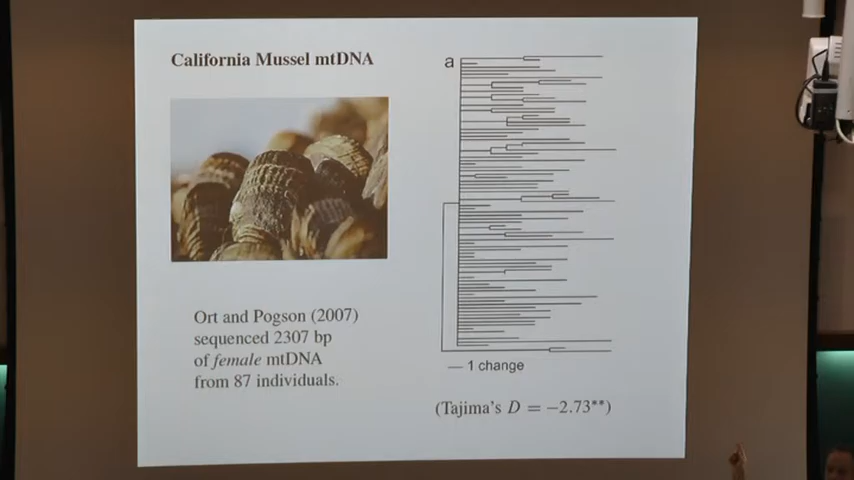 California Mussel mtDNA
a
Ort and Pogson (2007)
sequenced 2307 bp
of female mtDNA
from 87 individuals.
— 1 change
(Tajima's D = −2.73**)